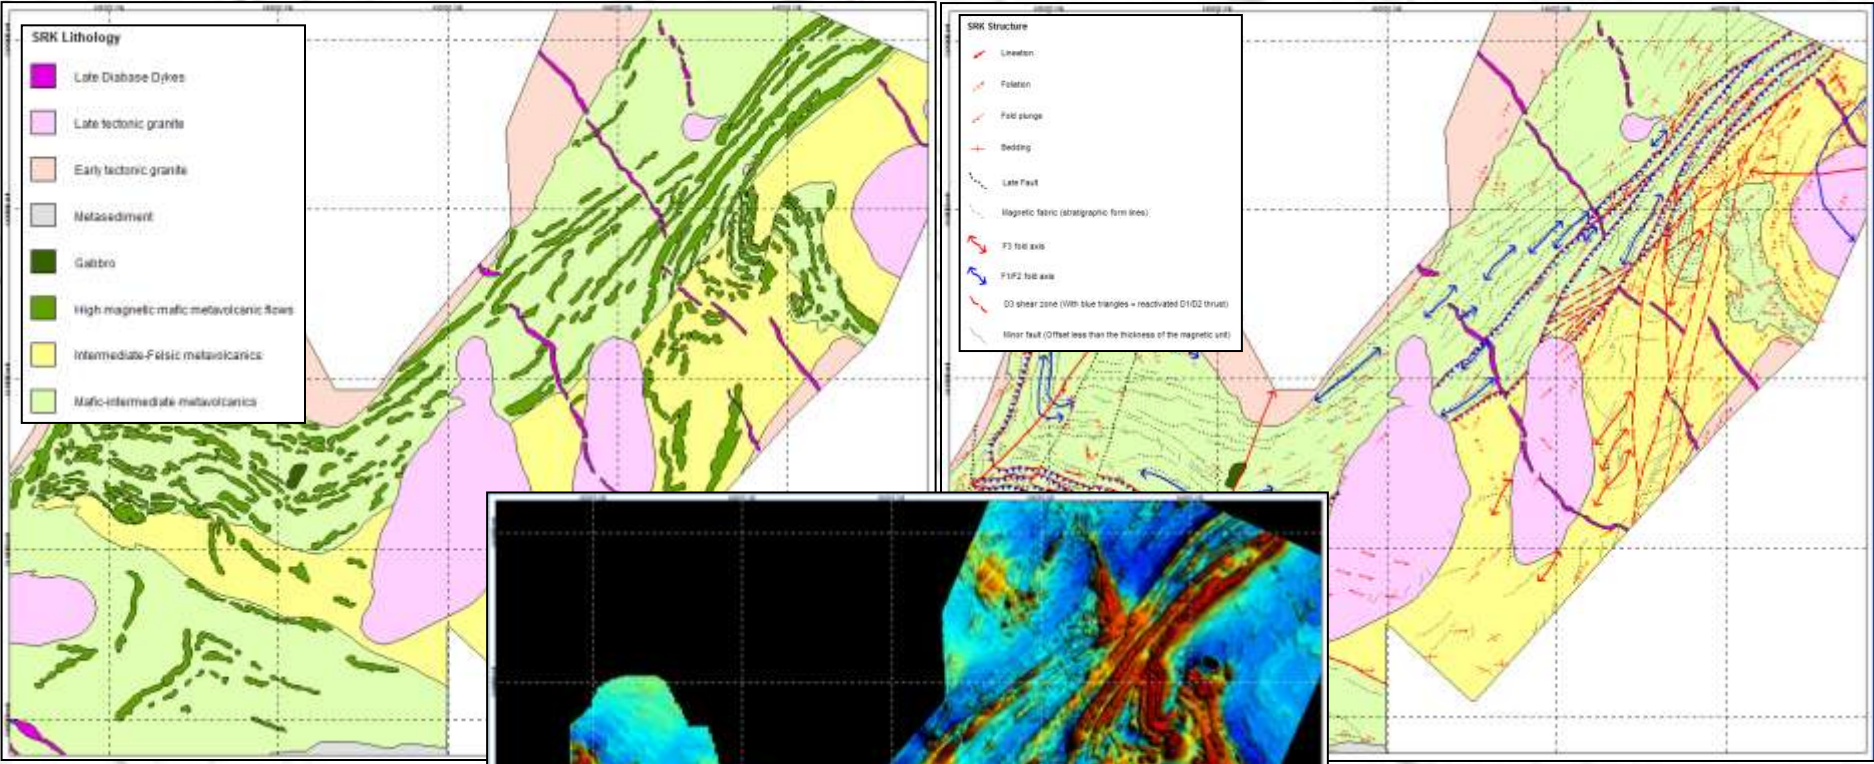 SRK Lithology
Late Diabase Dykes
Late tectonic granite
Early tectonic granite
Metasediment
Gabbro
High magnetic mafic metavolcanic flows
Intermediate-Felsic metavolcanics
Mafic-intermediate metavolcanics
SRK Structure
Lineation
Foliation
Fold plunge
Bedding
Late Fault
Magnetic fabric (stratigraphic form lines)
F3 fold axis
F1/F2 fold axis
D3 shear zone (With blue triangles = reactivated D1/D2 thrust)
Minor fault (Offset less than the thickness of the magnetic unit)